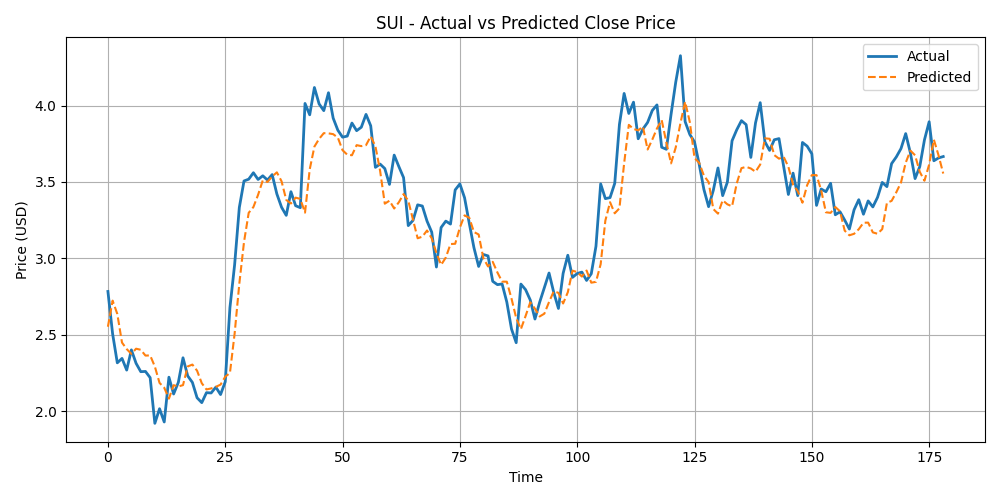 SUI - Actual vs Predicted Close Price
Actual
Predicted
Price (USD)
4.0
3.5
3.0
2.5
2.0
0 25 50 75 100 125 150 175
Time